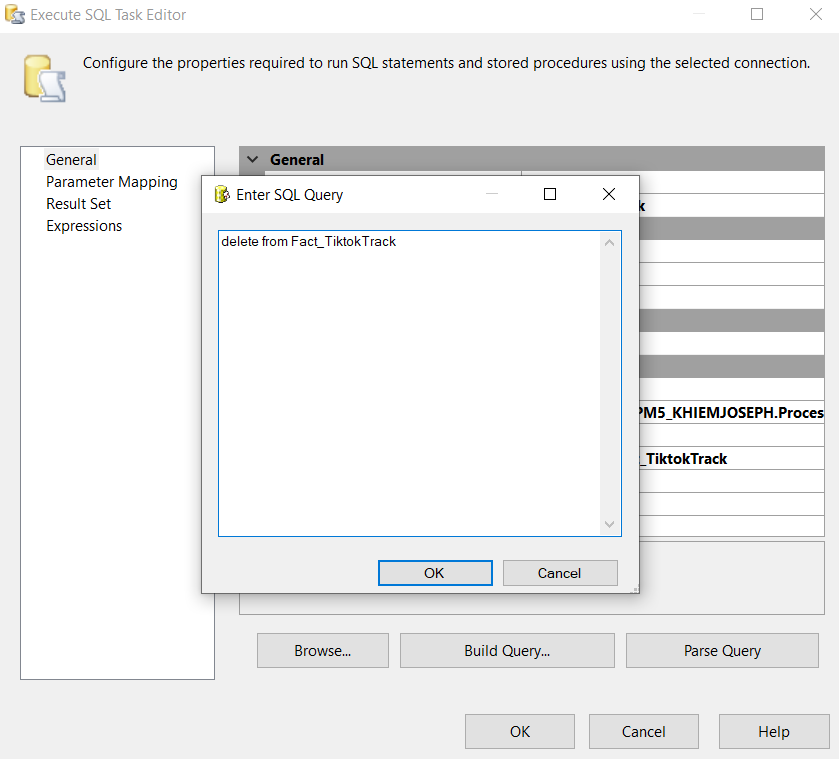 Execute SQL Task Editor
Configure the properties required to run SQL statements and stored procedures using the selected connection.
General
Parameter Mapping
Result Set
Expressions
General
Enter SQL Query
delete from Fact_TiktokTrack
OK
Cancel
PM5_KHIEMJOSEPH.Proces
_TiktokTrack
Browse...
Build Query...
Parse Query
OK
Cancel
Help